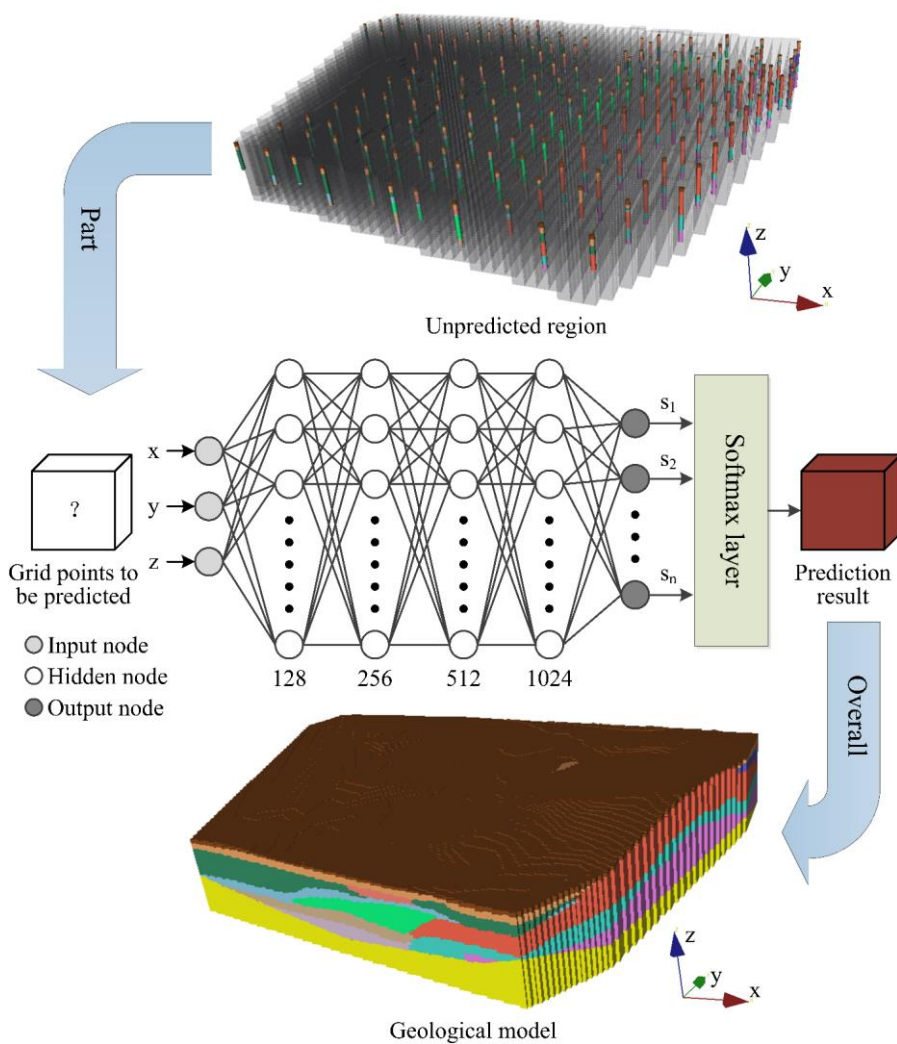 Part
z
y
x
Unpredicted region
x
y
z
?
Grid points to
be predicted
s1
s2
sn
Softmax layer
Prediction
result
Input node
Hidden node
Output node
128 256 512 1024
Overall
z
y
x
Geological model